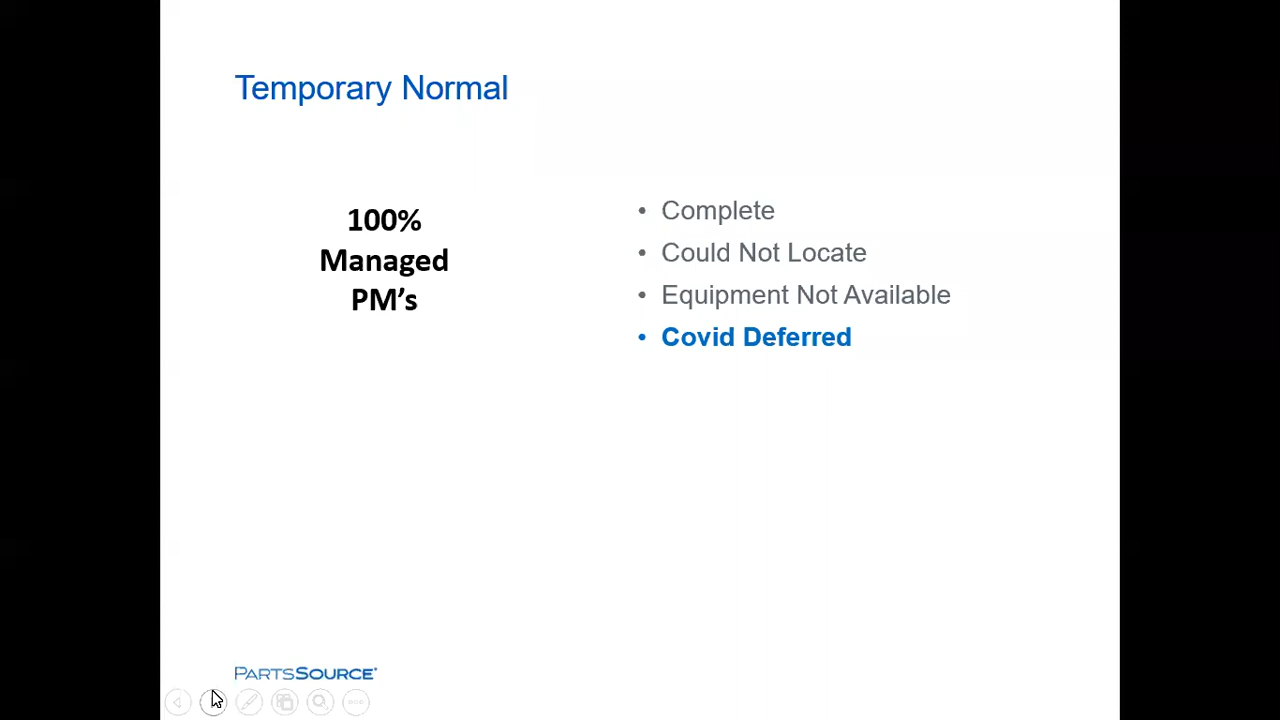 Temporary Normal
100%
Managed
PM’s
• Complete
• Could Not Locate
• Equipment Not Available
• Covid Deferred
PARTSSOURCE®